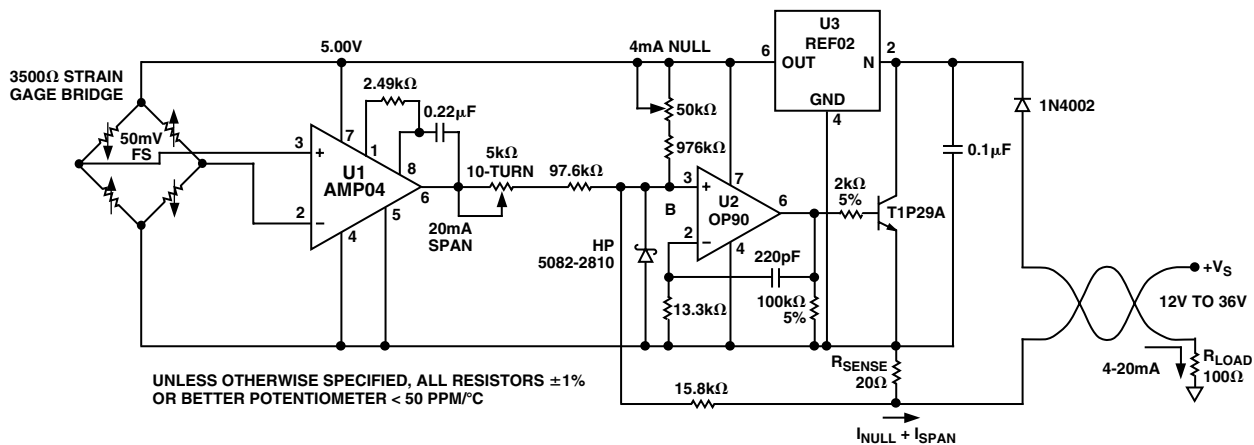 3500Ω STRAIN
GAGE BRIDGE
50mV
FS
5.00V
2.49kΩ
0.22µF
3
2
7
1
8
6
5
4
+
−
U1
AMP04
5kΩ
10-TURN
20mA
SPAN
97.6kΩ
4mA NULL
50kΩ
976kΩ
B
HP
5082-2810
3
2
7
6
4
+
−
U2
OP90
220pF
13.3kΩ
100kΩ
5%
2kΩ
5%
T1P29A
6
OUT
U3
REF02
2
N
GND
4
0.1µF
1N4002
RSENSE
20Ω
15.8kΩ
INULL + ISPAN
+VS
12V TO 36V
4-20mA
RLOAD
100Ω
UNLESS OTHERWISE SPECIFIED, ALL RESISTORS ±1%
OR BETTER POTENTIOMETER < 50 PPM/°C